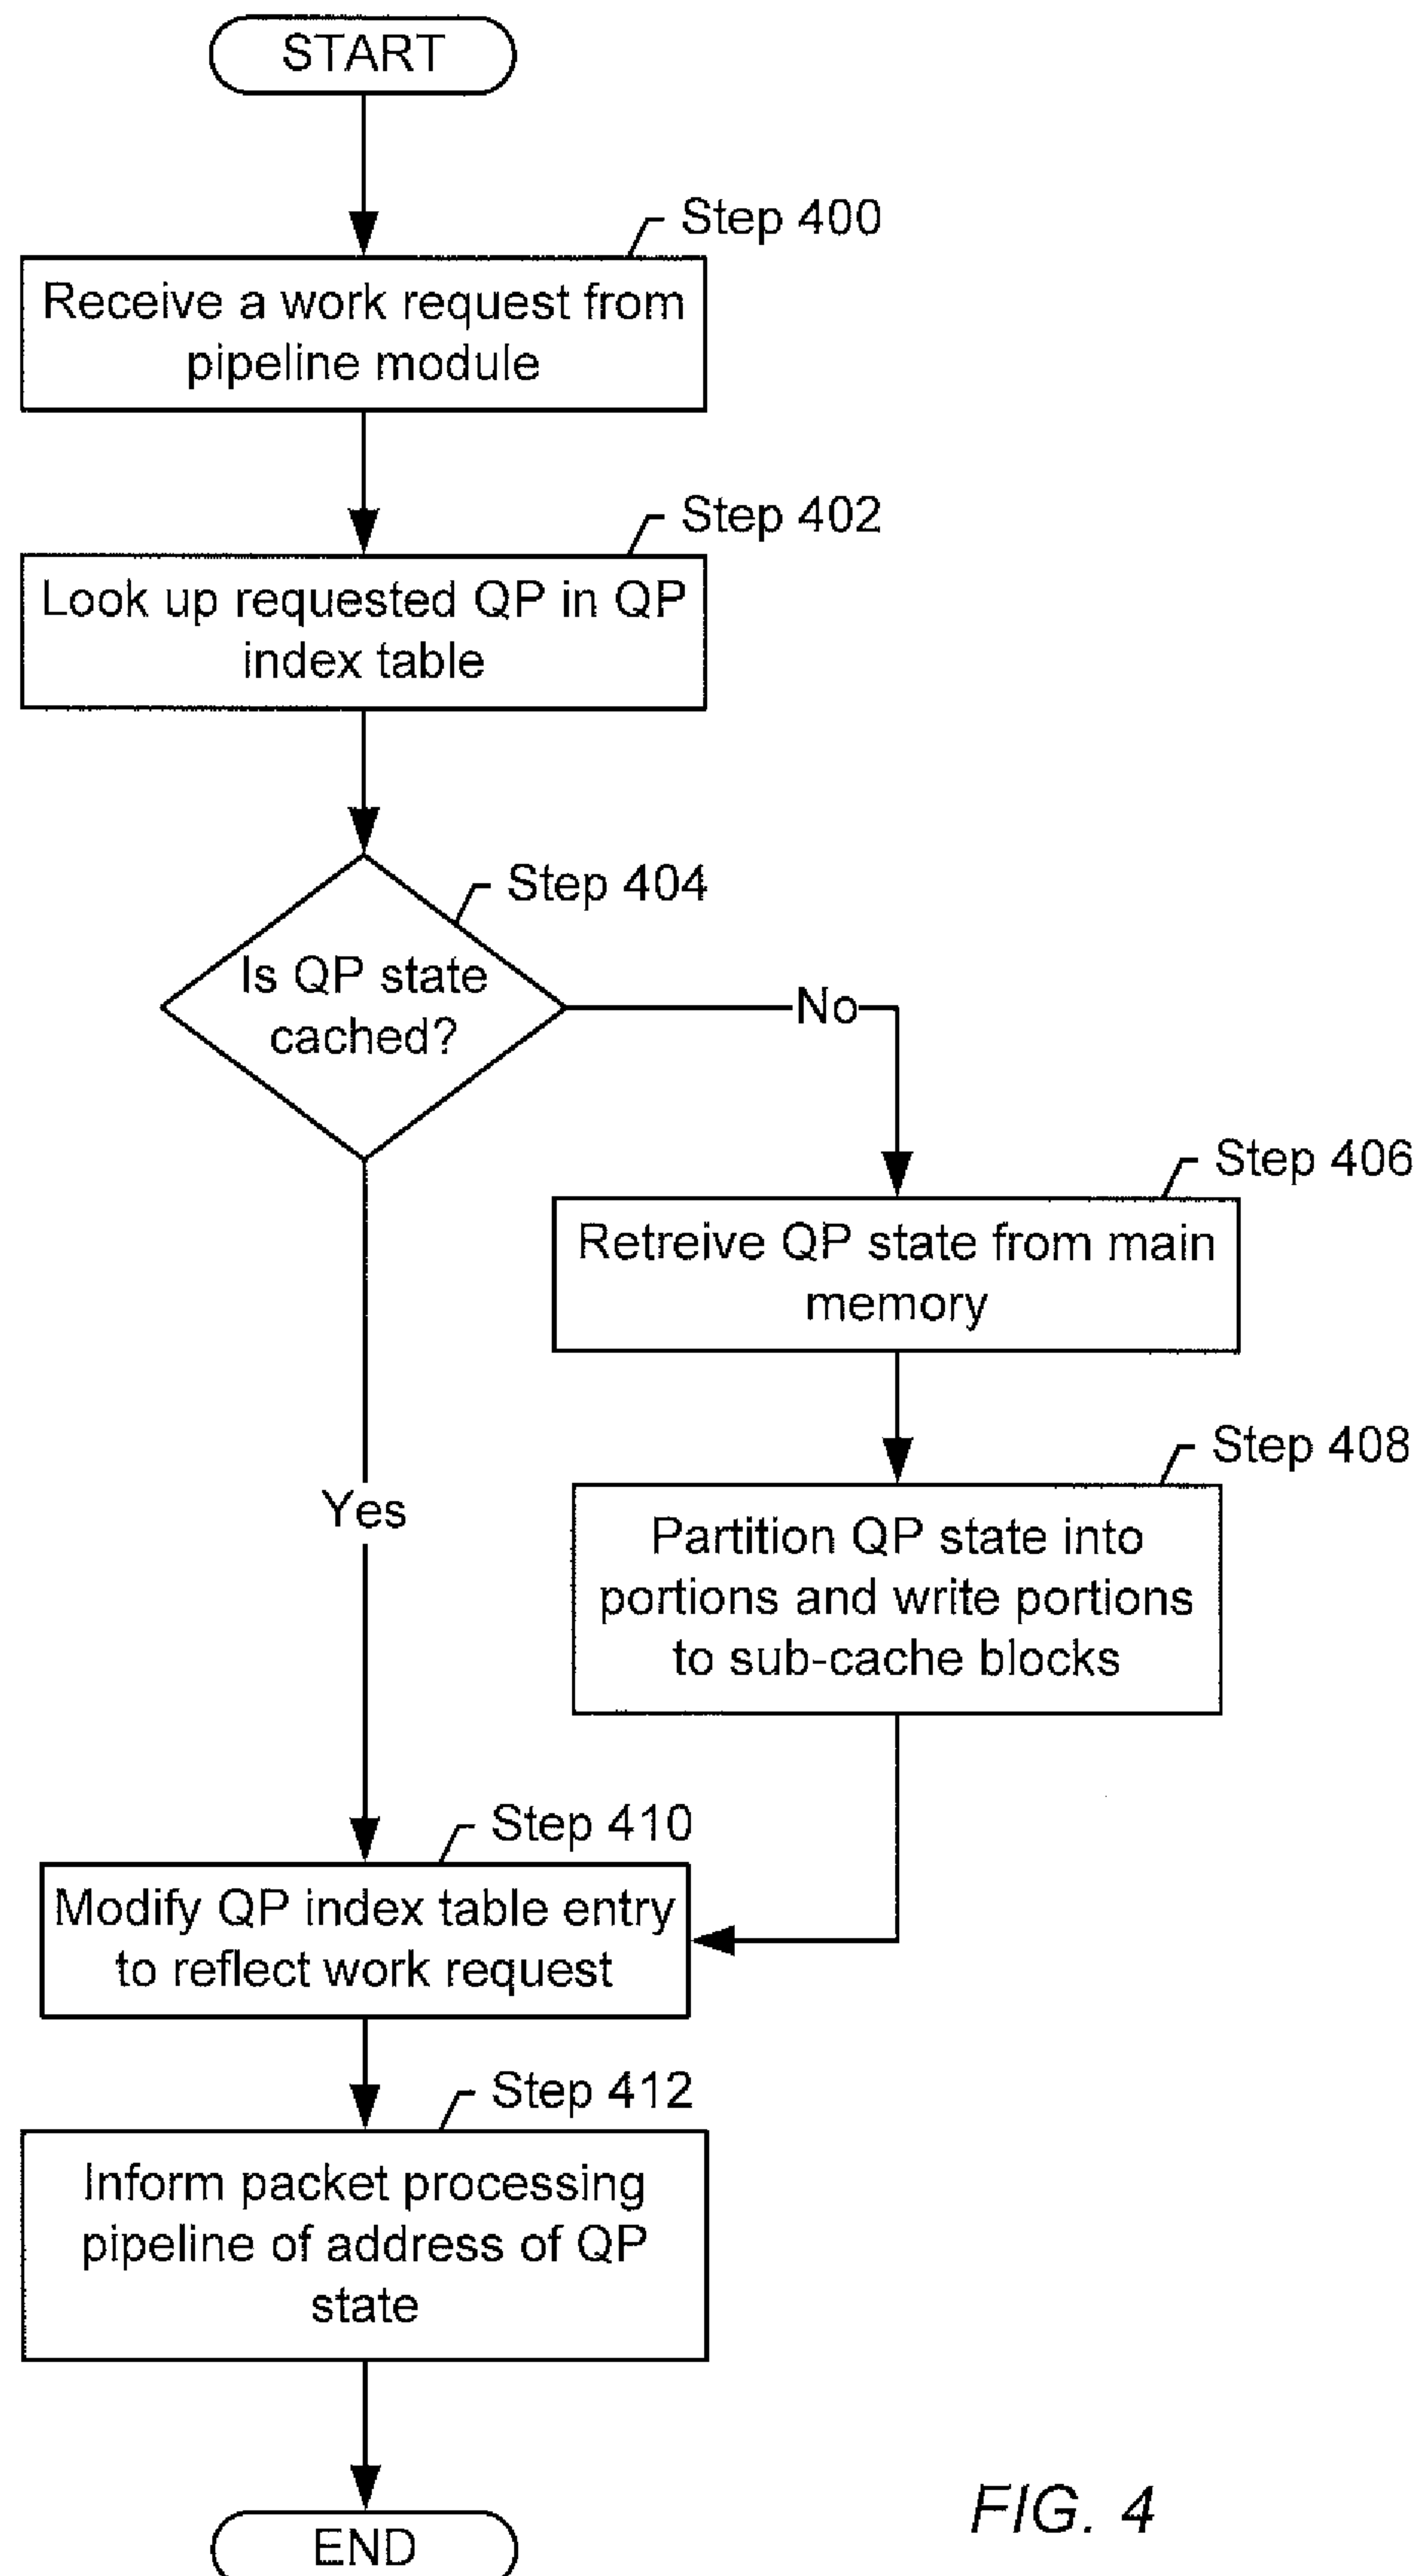 START
Step 400
Receive a work request from
pipeline module
Step 402
Look up requested QP in QP
index table
Step 404
Is QP state
cached?
No
Step 406
Retreive QP state from main
memory
Step 408
Partition QP state into
portions and write portions
to sub-cache blocks
Yes
Step 410
Modify QP index table entry
to reflect work request
Step 412
Inform packet processing
pipeline of address of QP
state
END
FIG. 4